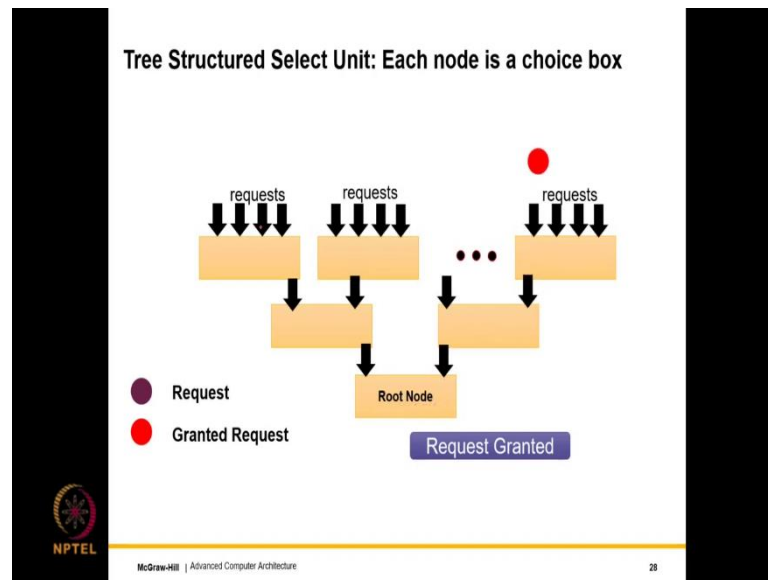 Tree Structured Select Unit: Each node is a choice box
requests
requests
requests
Root Node
Request
Granted Request
Request Granted
NPTEL
McGraw-Hill | Advanced Computer Architecture
28